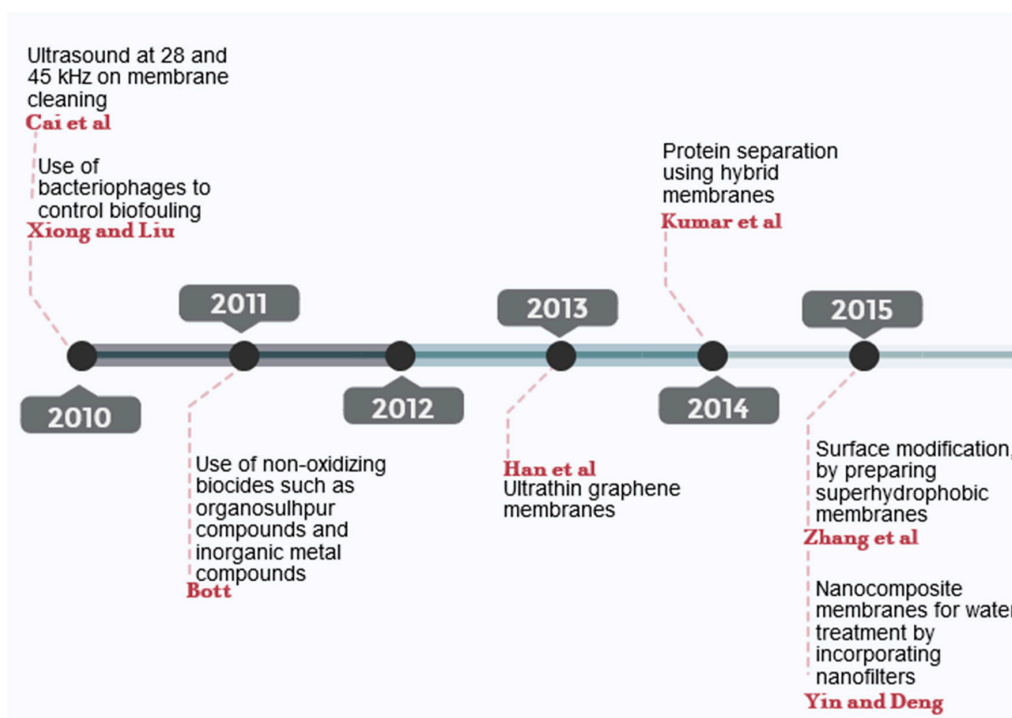 Ultrasound at 28 and
45 kHz on membrane
cleaning
Cai et al
Use of
bacteriophages to
control biofouling
Xiong and Liu
Protein separation
using hybrid
membranes
Kumar et al
2011
2013
2015
2010
2012
2014
Use of non-oxidizing
biocides such as
organosulhpur
compounds and
inorganic metal
compounds
Bott
Han et al
Ultrathin graphene
membranes
Surface modification,
by preparing
superhydrophobic
membranes
Zhang et al
Nanocomposite
membranes for water
treatment by
incorporating
nanofilters
Yin and Deng